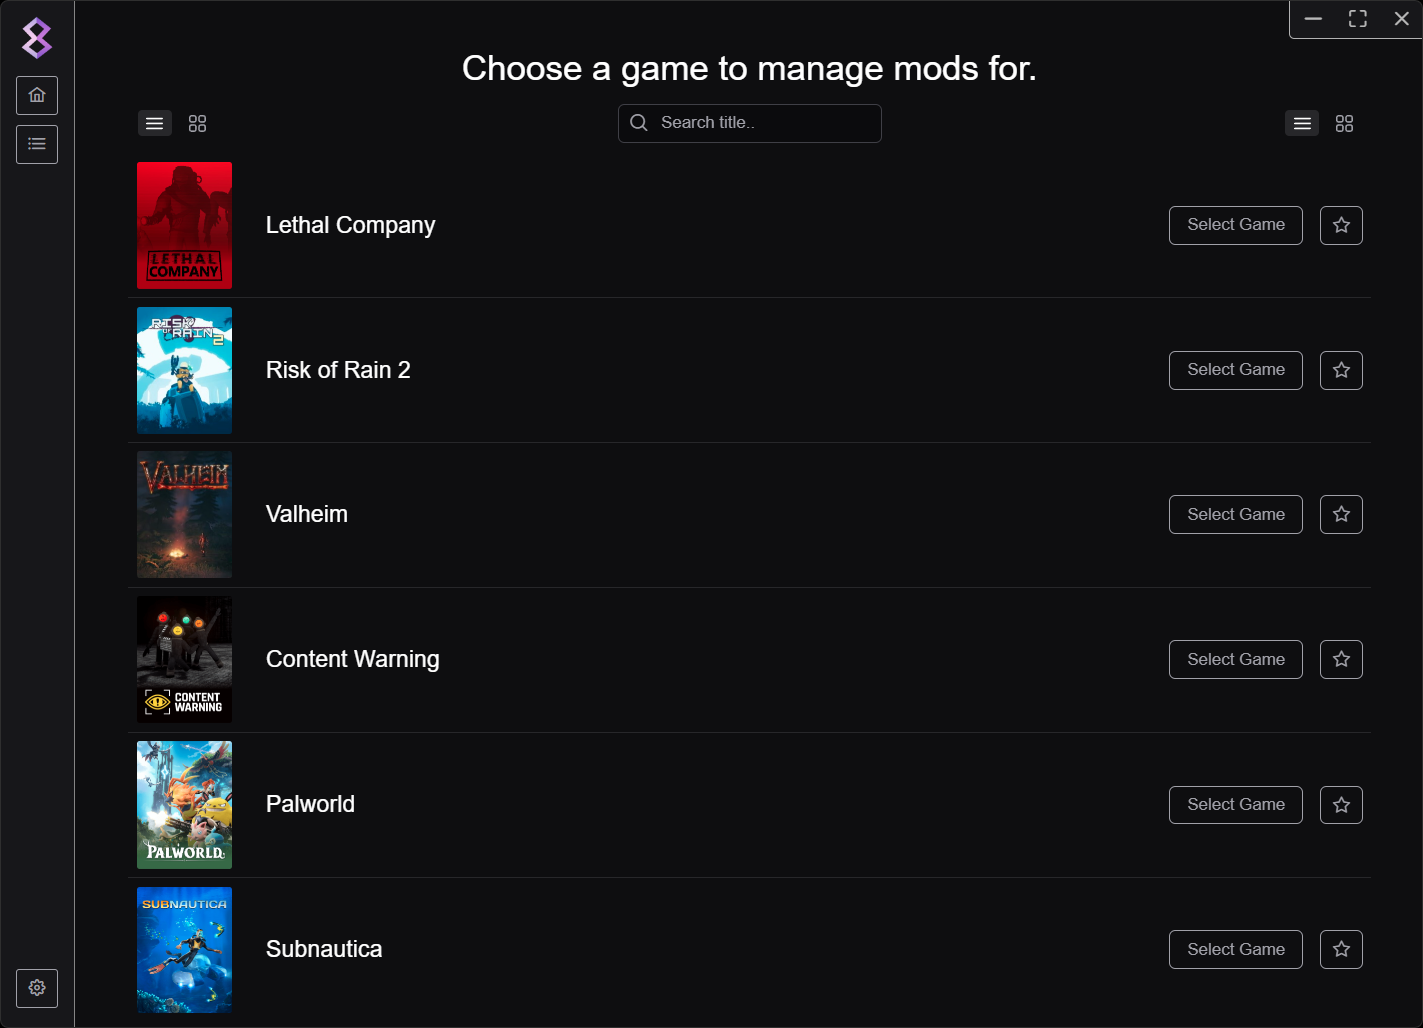 Choose a game to manage mods for.
Search title..
LETHAL
COMPANY
Lethal Company
Select Game
RISK
OF RAIN
2
Risk of Rain 2
Select Game
VALHEIM
Valheim
Select Game
CONTENT
WARNING
Content Warning
Select Game
PALWORLD
Palworld
Select Game
SUBNAUTICA
Subnautica
Select Game